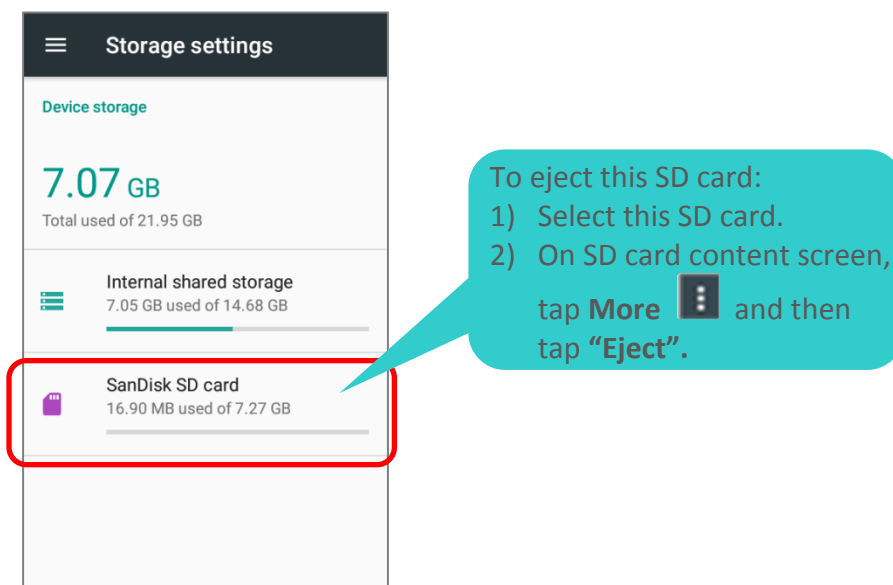 Storage settings
Device storage
7.07 GB
Total used of 21.95 GB
Internal shared storage
7.05 GB used of 14.68 GB
SanDisk SD card
16.90 MB used of 7.27 GB
To eject this SD card:
1) Select this SD card.
2) On SD card content screen,
tap More and then
tap “Eject”.